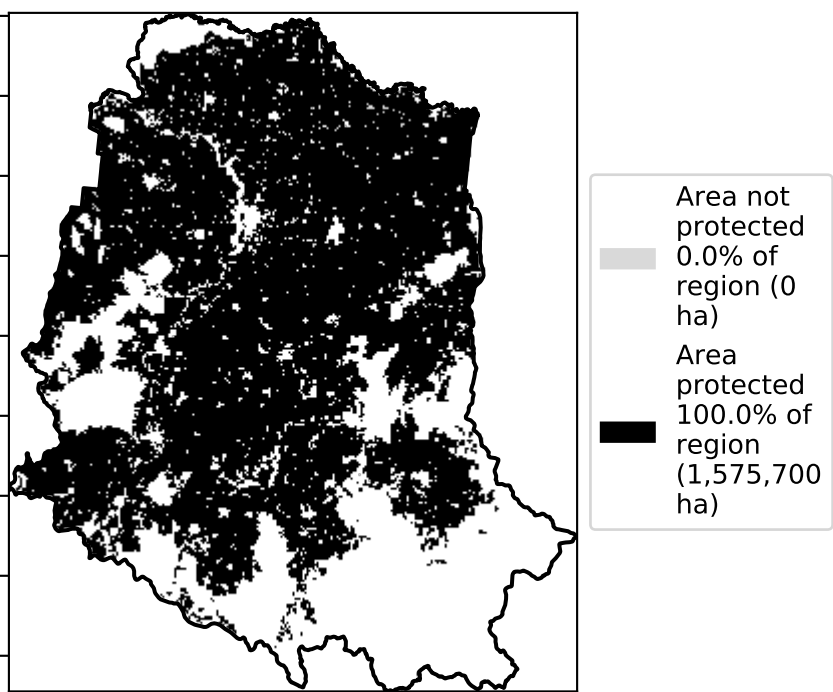 Area not
protected
0.0% of
region (0
ha)
Area
protected
100.0% of
region
(1,575,700
ha)